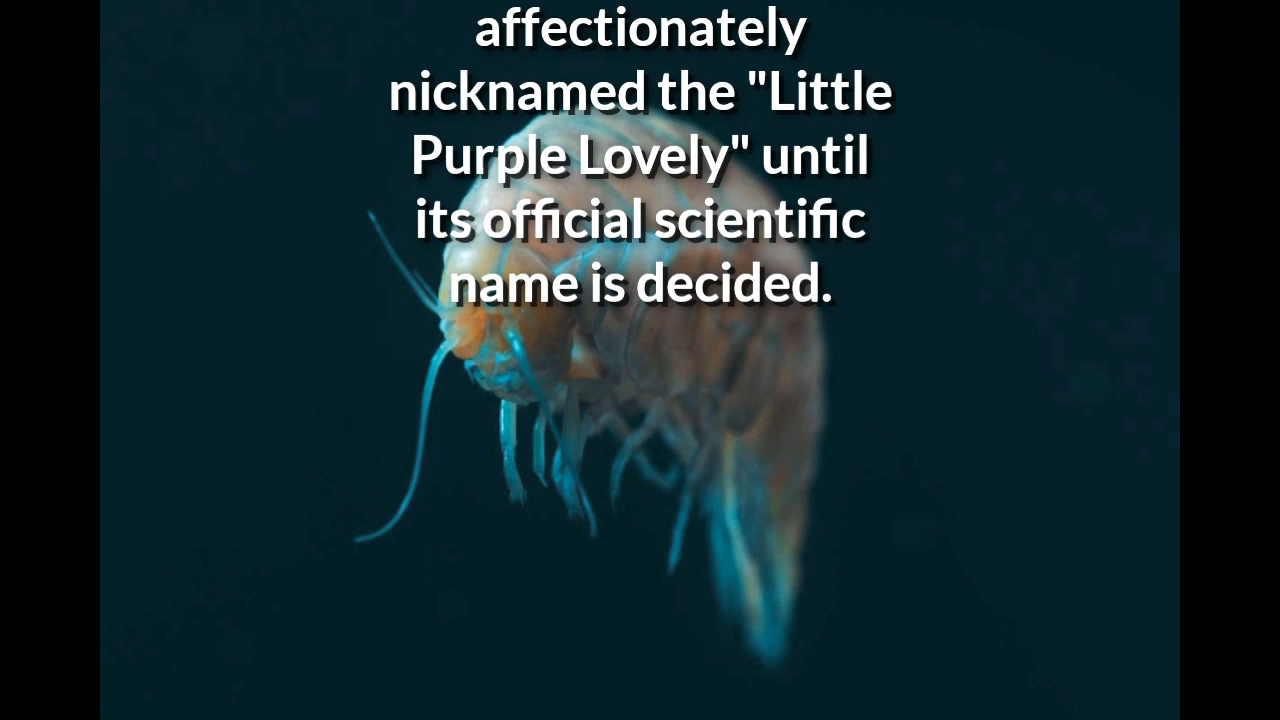 affectionately
nicknamed the "Little
Purple Lovely" until
its official scientific
name is decided.